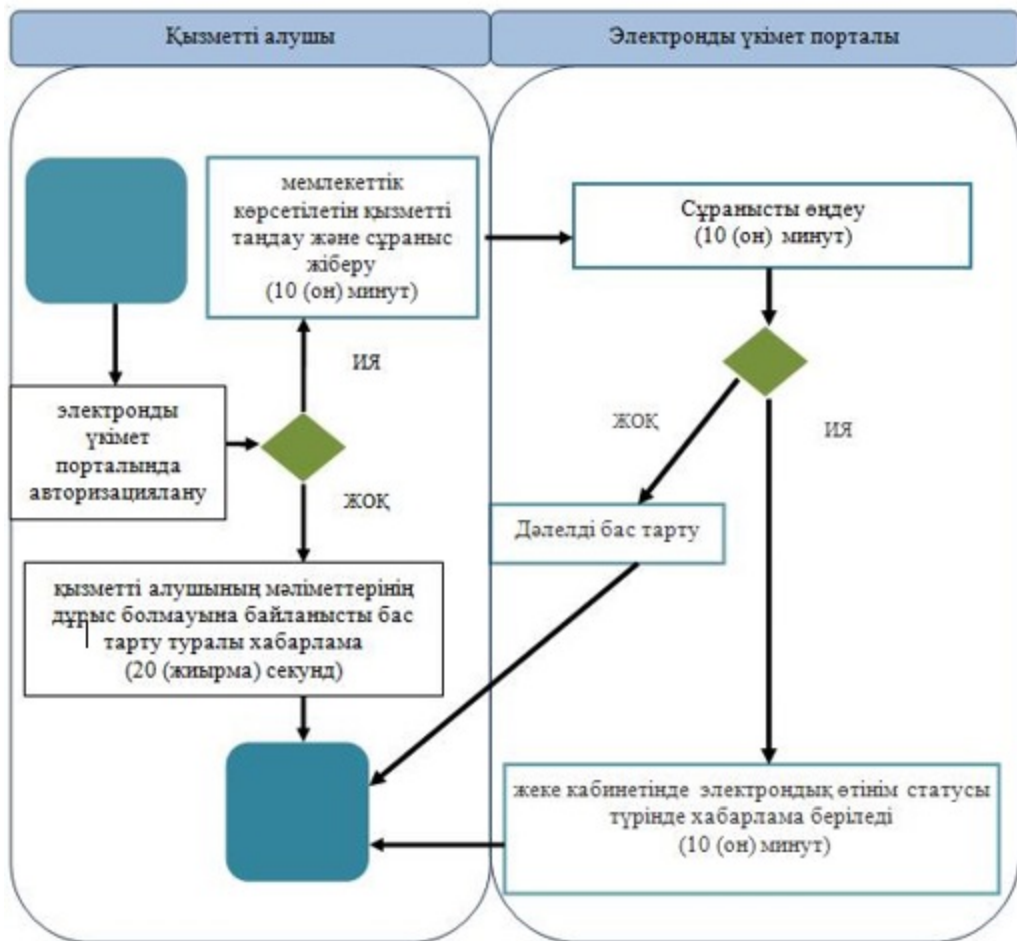 Қызметті алушы
Электронды үкімет порталы
мемлекеттік
көрсетілетін қызметті
таңдау және сұраныс
жіберу
(10 (он) минут)
Сұранысты өңдеу
(10 (он) минут)
ИЯ
электронды
үкімет
порталында
авторизациялану
ЖОҚ
ИЯ
ЖОҚ
Дәлелді бас тарту
қызметті алушының мәліметтерінің
дұрыс болмауына байланысты бас
тарту туралы хабарлама
(20 (жиырма) секунд)
жеке кабинетінде электрондық өтінім статусы
түрінде хабарлама беріледі
(10 (он) минут)